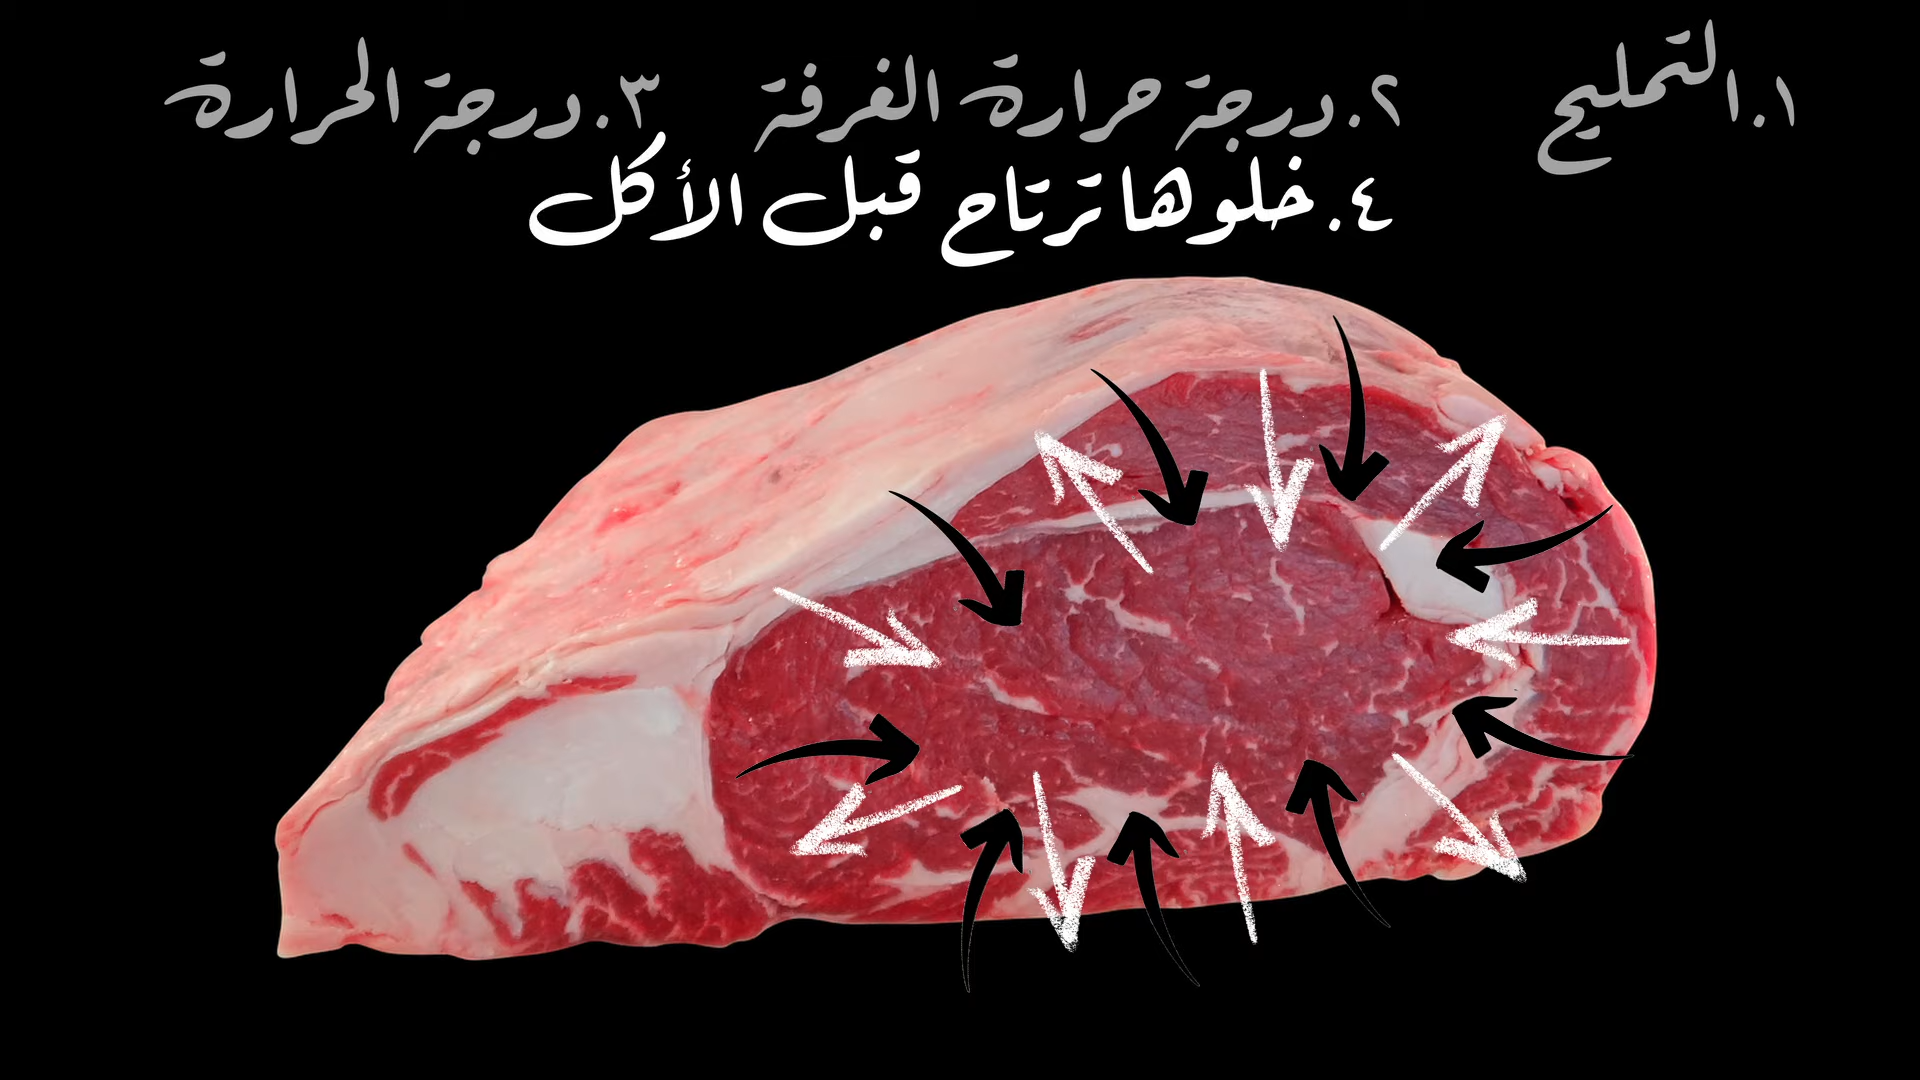 ١. التمليح ٢. درجة حرارة الغرفة ٣. درجة الحرارة
٤. خلوها ترتاح قبل الأكل